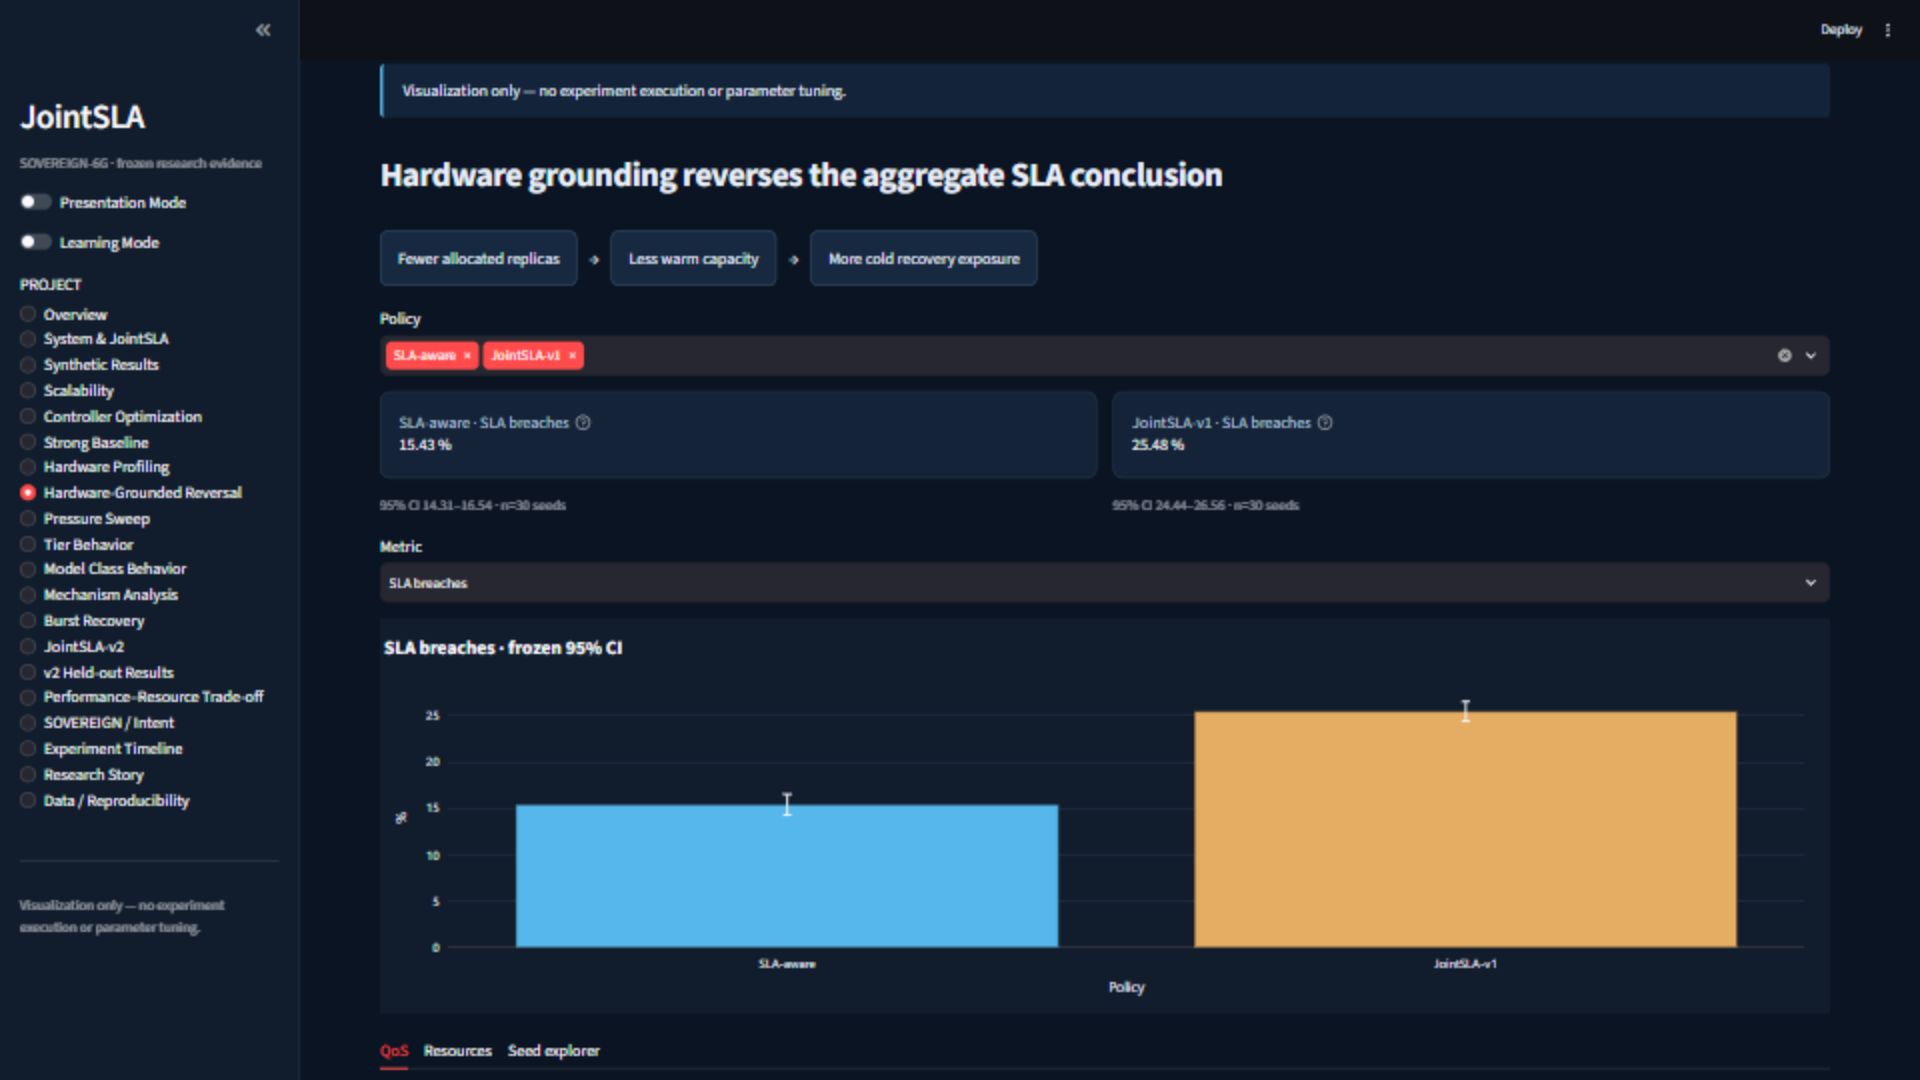 Deploy
JointSLA
SOVEREIGN-6G · frozen research evidence
Presentation Mode
Learning Mode
PROJECT
Overview
System & JointSLA
Synthetic Results
Scalability
Controller Optimization
Strong Baseline
Hardware Profiling
Hardware-Grounded Reversal
Pressure Sweep
Tier Behavior
Model Class Behavior
Mechanism Analysis
Burst Recovery
JointSLA-v2
v2 Held-out Results
Performance–Resource Trade-off
SOVEREIGN / Intent
Experiment Timeline
Research Story
Data / Reproducibility
Visualization only — no experiment
execution or parameter tuning.
Visualization only — no experiment execution or parameter tuning.
Hardware grounding reverses the aggregate SLA conclusion
Fewer allocated replicas → Less warm capacity → More cold recovery exposure
Policy
SLA-aware × JointSLA-v1 ×
SLA-aware · SLA breaches
15.43 %
95% CI 14.31–16.54 · n=30 seeds
JointSLA-v1 · SLA breaches
25.48 %
95% CI 24.44–26.56 · n=30 seeds
Metric
SLA breaches
SLA breaches · frozen 95% CI
25
20
15
10
5
0
%
SLA-aware
JointSLA-v1
Policy
QoS Resources Seed explorer